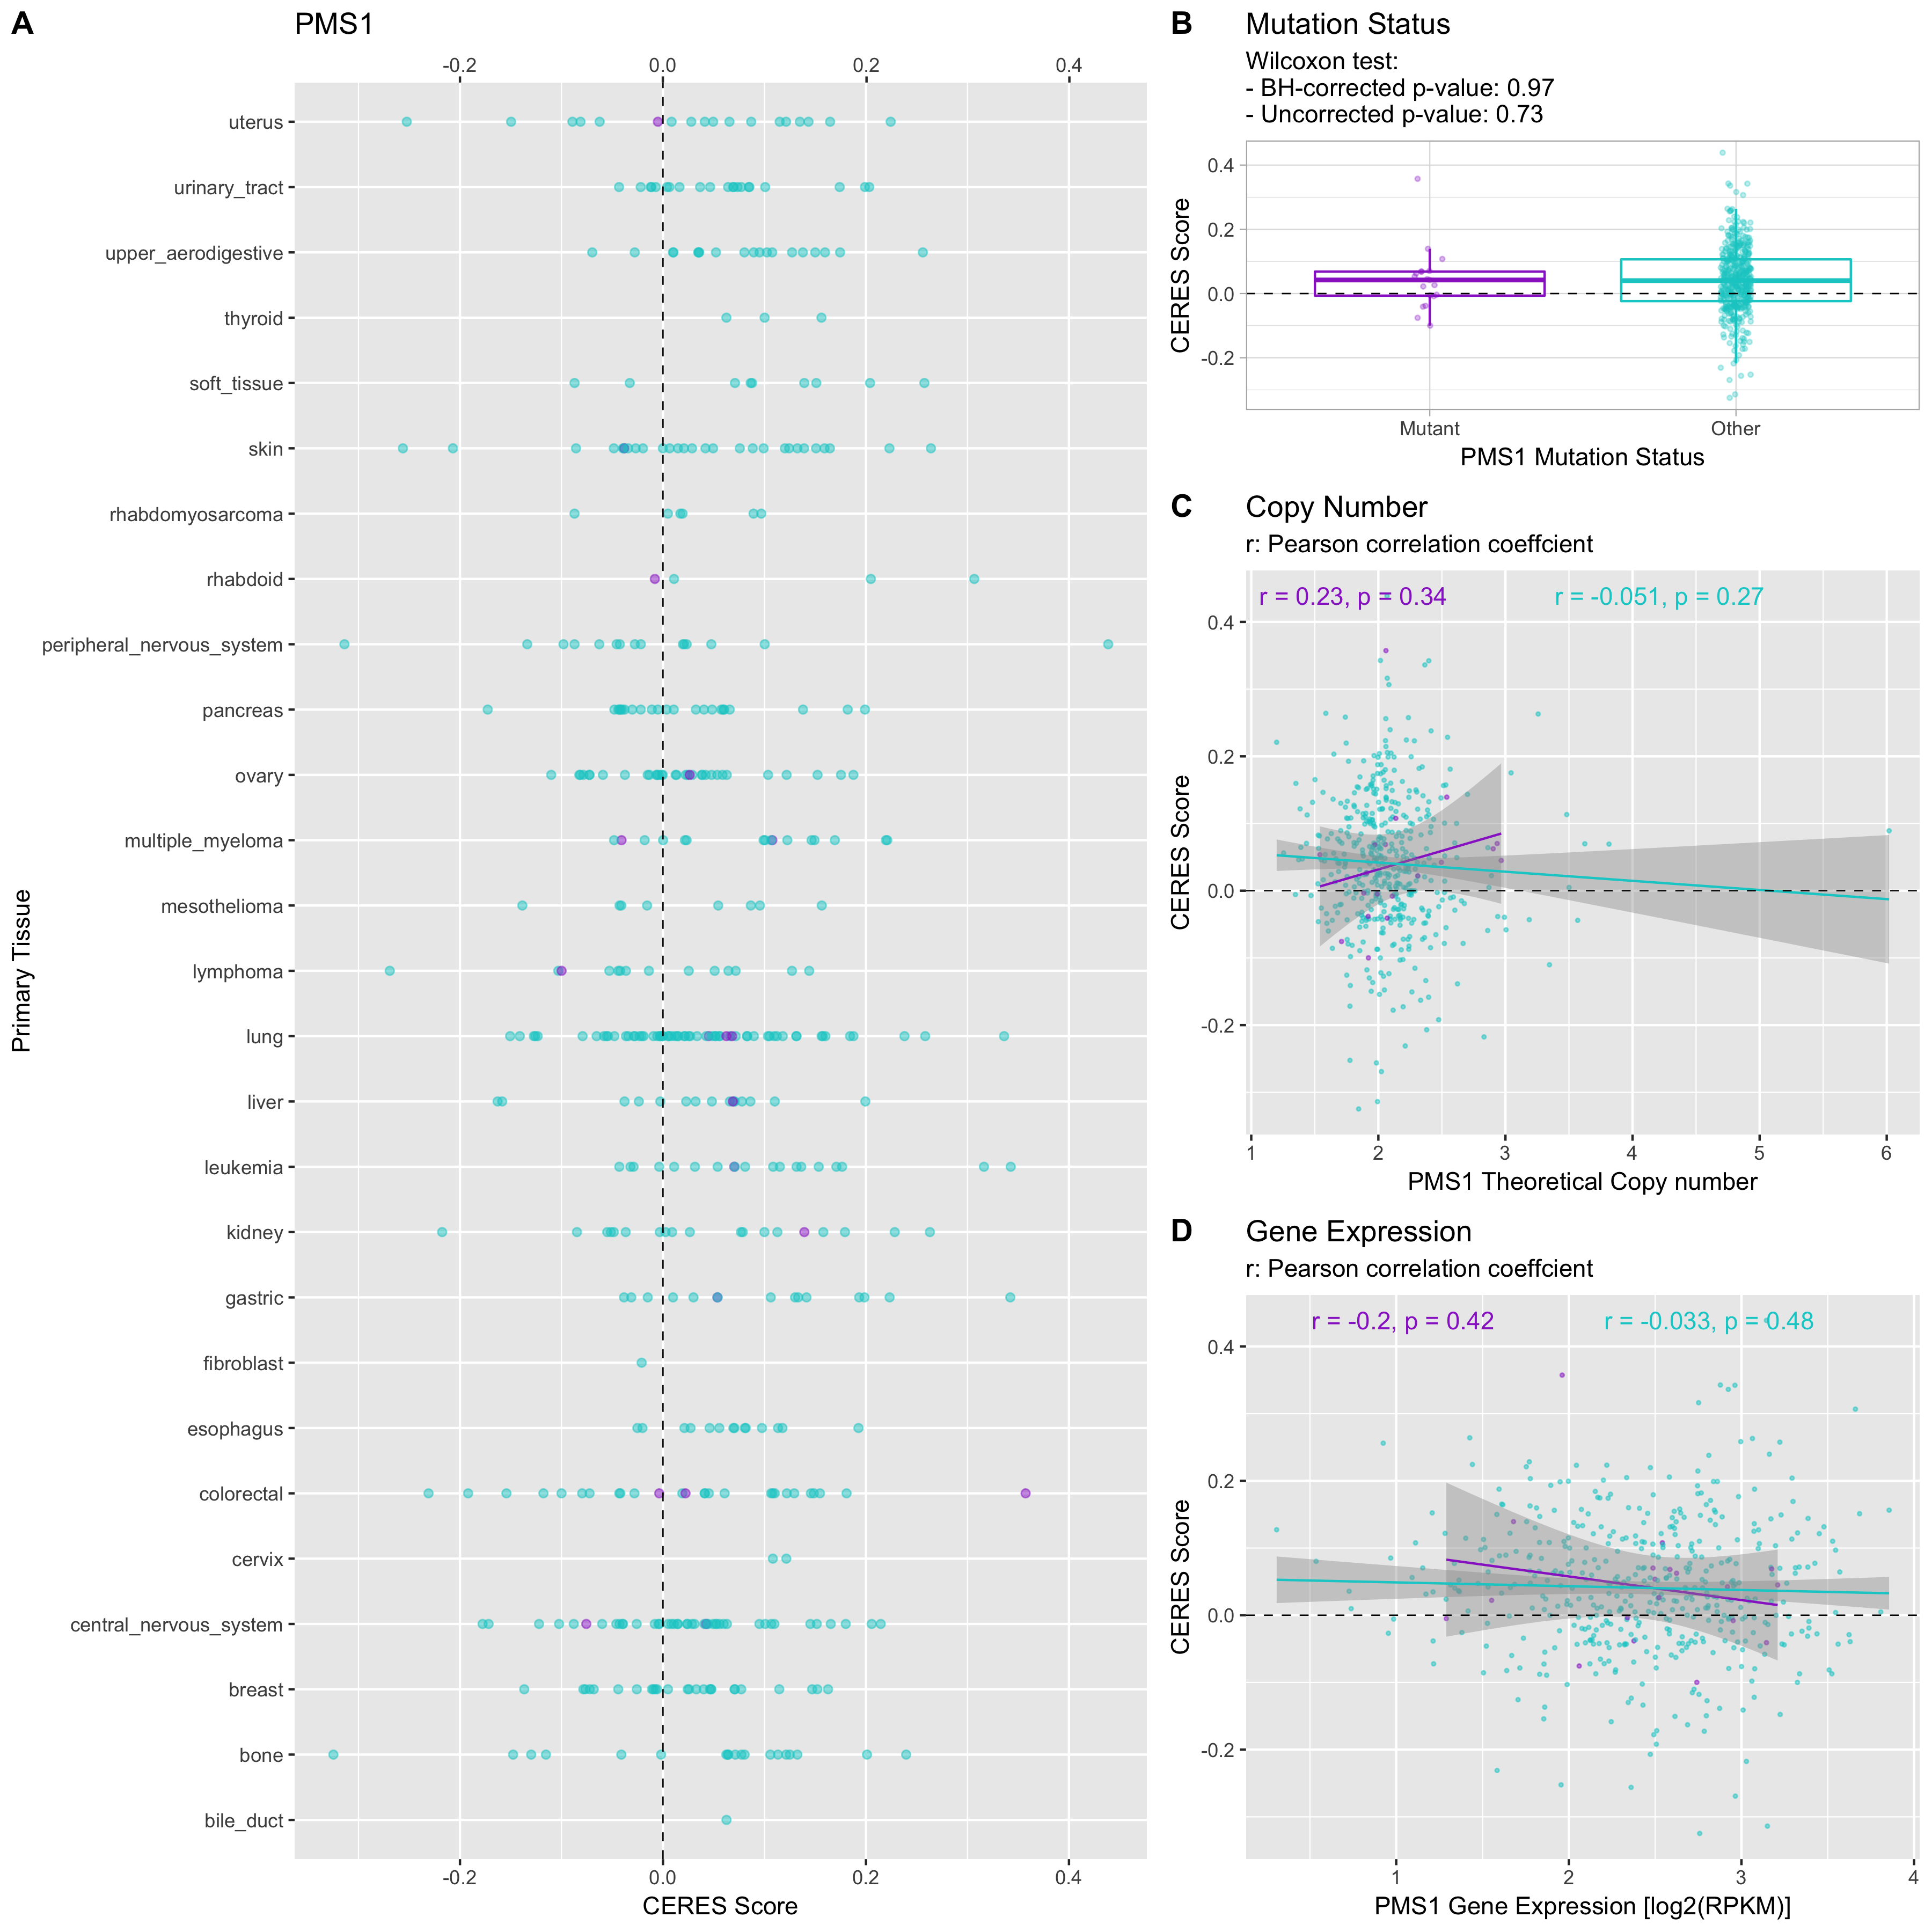 A
PMS1
-0.2 0.0 0.2 0.4
Primary Tissue
uterus
urinary_tract
upper_aerodigestive
thyroid
soft_tissue
skin
rhabdomyosarcoma
rhabdoid
peripheral_nervous_system
pancreas
ovary
multiple_myeloma
mesothelioma
lymphoma
lung
liver
leukemia
kidney
gastric
fibroblast
esophagus
colorectal
cervix
central_nervous_system
breast
bone
bile_duct
-0.2 0.0 0.2 0.4
CERES Score
B
Mutation Status
Wilcoxon test:
- BH-corrected p-value: 0.97
- Uncorrected p-value: 0.73
CERES Score
0.4
0.2
0.0
-0.2
Mutant Other
PMS1 Mutation Status
C
Copy Number
r: Pearson correlation coeffcient
r = 0.23, p = 0.34 r = -0.051, p = 0.27
CERES Score
0.4
0.2
0.0
-0.2
1 2 3 4 5 6
PMS1 Theoretical Copy number
D
Gene Expression
r: Pearson correlation coeffcient
r = -0.2, p = 0.42 r = -0.033, p = 0.48
CERES Score
0.4
0.2
0.0
-0.2
1 2 3 4
PMS1 Gene Expression [log2(RPKM)]